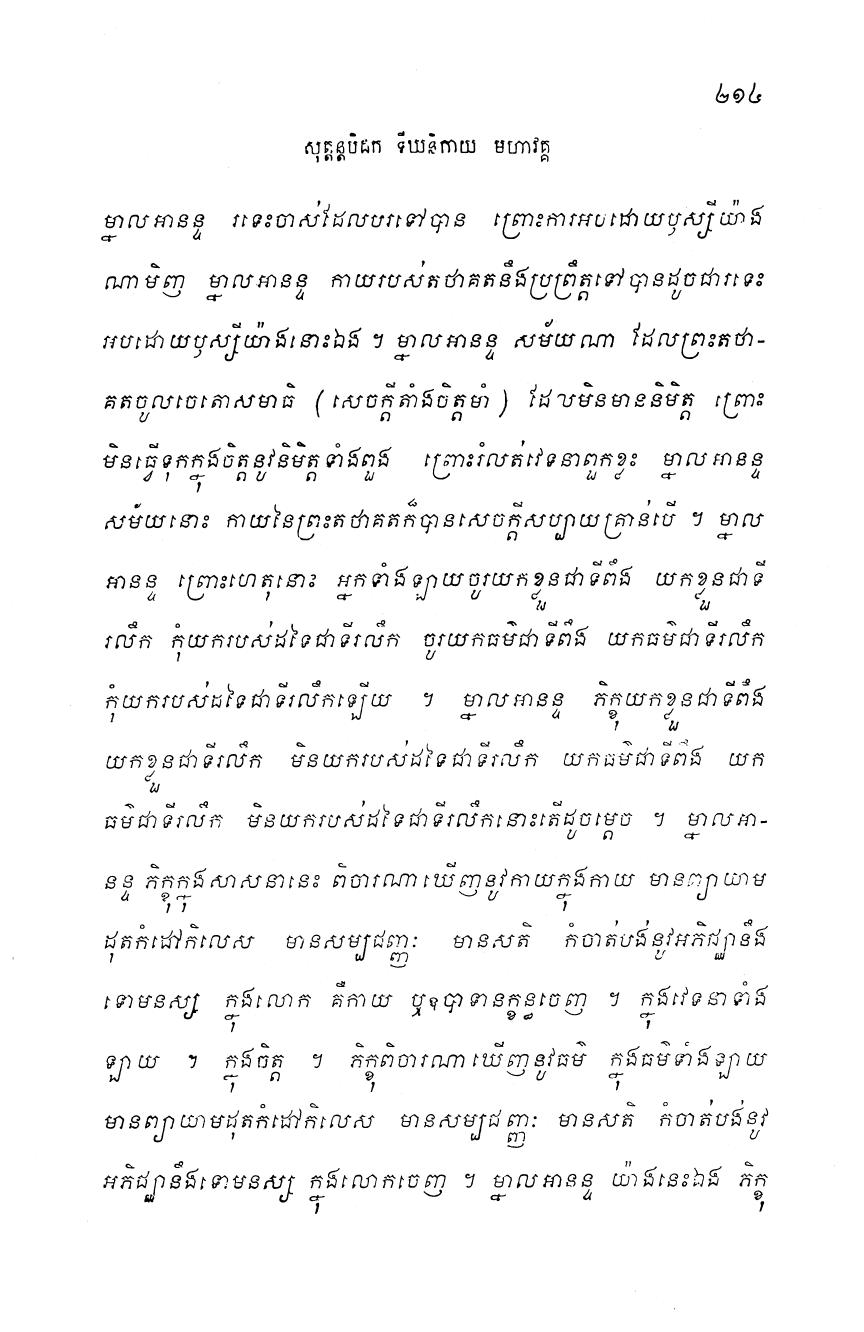 ២១៤
សុត្តន្តបិដក ទីឃនិកាយ មហាវគ្គ
ម្នាលអានន្ទ រទេះចាស់ដែលបរទៅបាន ព្រោះការអបដោយឫស្សីយ៉ាង
ណាមិញ ម្នាលអានន្ទ កាយរបស់តថាគតនឹងប្រព្រឹត្តទៅបានដូចជារទេះ
អបដោយឫស្សីយ៉ាងនោះឯង ។ ម្នាលអានន្ទ សម័យណា ដែលព្រះតថា-
គតចូលចេតោសមាធិ (សេចក្តីតាំងចិត្តមាំ) ដែលមិនមាននិមិត្ត ព្រោះ
មិនធ្វើទុកក្នុងចិត្តនូវនិមិត្តទាំងពួង ព្រោះរំលត់វេទនាពួកខ្លះ ម្នាលអានន្ទ
សម័យនោះ កាយនៃព្រះតថាគតក៏បានសេចក្តីសប្បាយគ្រាន់បើ ។ ម្នាល
អានន្ទ ព្រោះហេតុនោះ អ្នកទាំងឡាយចូរយកខ្លួនជាទីពឹង យកខ្លួនជាទី
រលឹក កុំយករបស់ដទៃជាទីរលឹក ចូរយកធម៌ជាទីពឹង យកធម៌ជាទីរលឹក
កុំយករបស់ដទៃជាទីរលឹកឡើយ ។ ម្នាលអានន្ទ ភិក្ខុយកខ្លួនជាទីពឹង
យកខ្លួនជាទីរលឹក មិនយករបស់ដទៃជាទីរលឹក យកធម៌ជាទីពឹង យក
ធម៌ជាទីរលឹក មិនយករបស់ដទៃជាទីរលឹកនោះតើដូចម្តេច ។ ម្នាលអា-
នន្ទ ភិក្ខុក្នុងសាសនានេះ ពិចារណាឃើញនូវកាយក្នុងកាយ មានព្យាយាម
ដុតកំដៅកិលេស មានសម្បជញ្ញៈ មានសតិ កំចាត់បង់នូវអភិជ្ឈានឹង
ទោមនស្ស ក្នុងលោក គឺកាយ ឬឧបាទានក្ខន្ធចេញ ។ ក្នុងវេទនាទាំង
ឡាយ ។ ក្នុងចិត្ត ។ ភិក្ខុពិចារណាឃើញនូវធម៌ ក្នុងធម៌ទាំងឡាយ
មានព្យាយាមដុតកំដៅកិលេស មានសម្បជញ្ញៈ មានសតិ កំចាត់បង់នូវ
អភិជ្ឈានឹងទោមនស្ស ក្នុងលោកចេញ ។ ម្នាលអានន្ទ យ៉ាងនេះឯង ភិក្ខុ